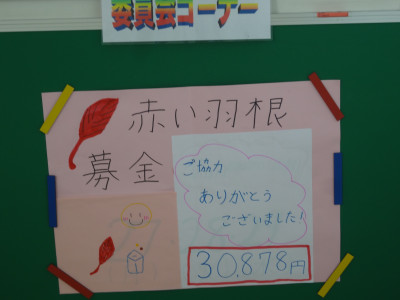 委員会コーナー
赤い羽根
募金
ご協力
ありがとう
ございました!
30,878円